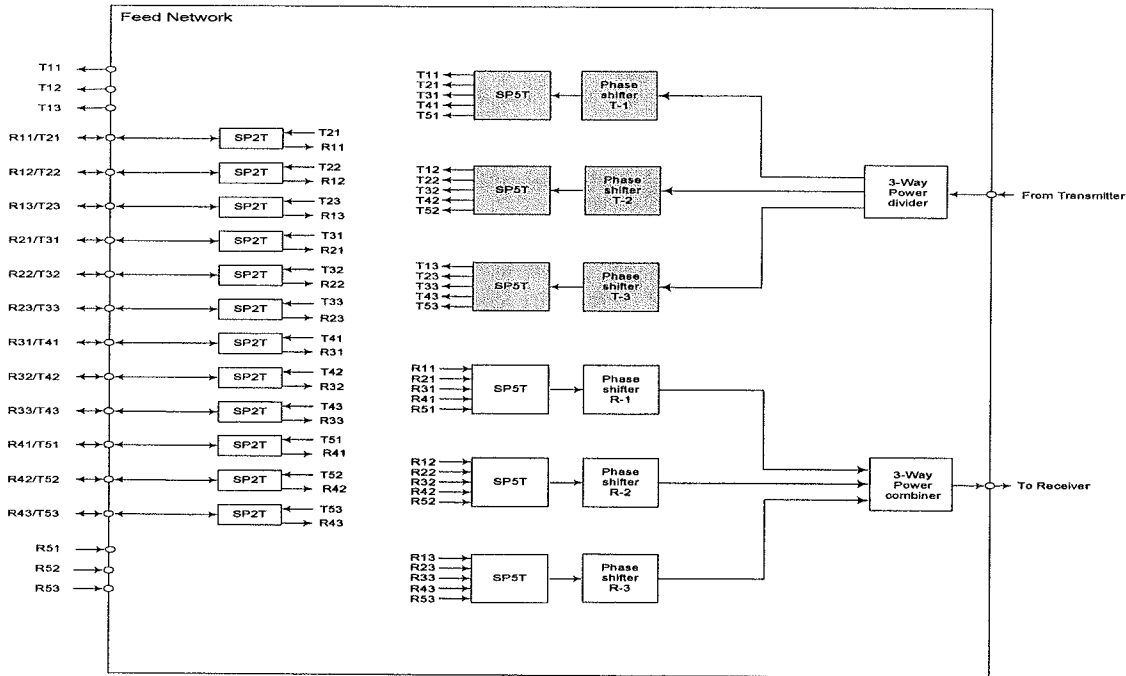 Feed Network
T11
T12
T13
R11/T21
R12/T22
R13/T23
R21/T31
R22/T32
R23/T33
R31/T41
R32/T42
R33/T43
R41/T51
R42/T52
R43/T53
R51
R52
R53
SP2T
T21
R11
SP2T
T22
R12
SP2T
T23
R13
SP2T
T31
R21
SP2T
T32
R22
SP2T
T33
R23
SP2T
T41
R31
SP2T
T42
R32
SP2T
T43
R33
SP2T
T51
R41
SP2T
T52
R42
SP2T
T53
R43
T11
T21
T31
T41
T51
SP5T
Phase
shifter
T-1
T12
T22
T32
T42
T52
SP5T
Phase
shifter
T-2
T13
T23
T33
T43
T53
SP5T
Phase
shifter
T-3
3-Way
Power
divider
From Transmitter
R11
R21
R31
R41
R51
SP5T
Phase
shifter
R-1
R12
R22
R32
R42
R52
SP5T
Phase
shifter
R-2
R13
R23
R33
R43
R53
SP5T
Phase
shifter
R-3
3-Way
Power
combiner
To Receiver